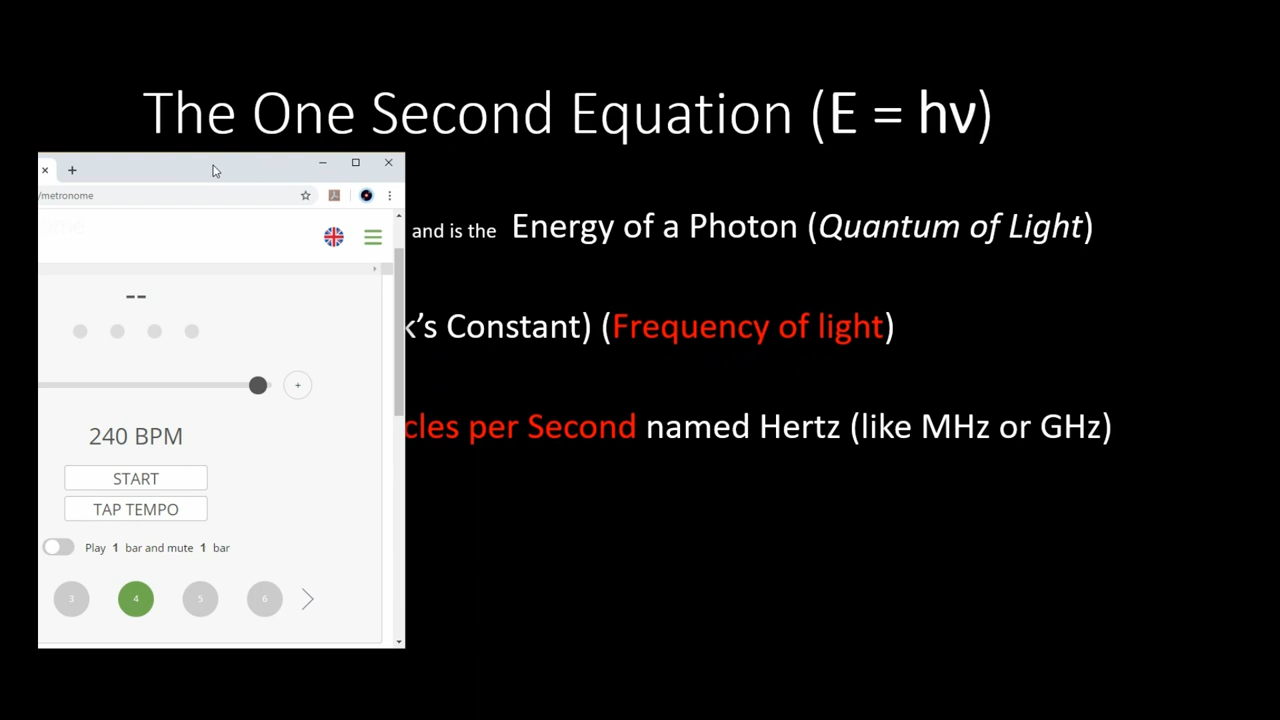 The One Second Equation (E = hν)
/metronome
and is the Energy of a Photon (Quantum of Light)
--
k's Constant) (Frequency of light)
240 BPM
cles per Second named Hertz (like MHz or GHz)
START
TAP TEMPO
Play 1 bar and mute 1 bar
3 4 5 6